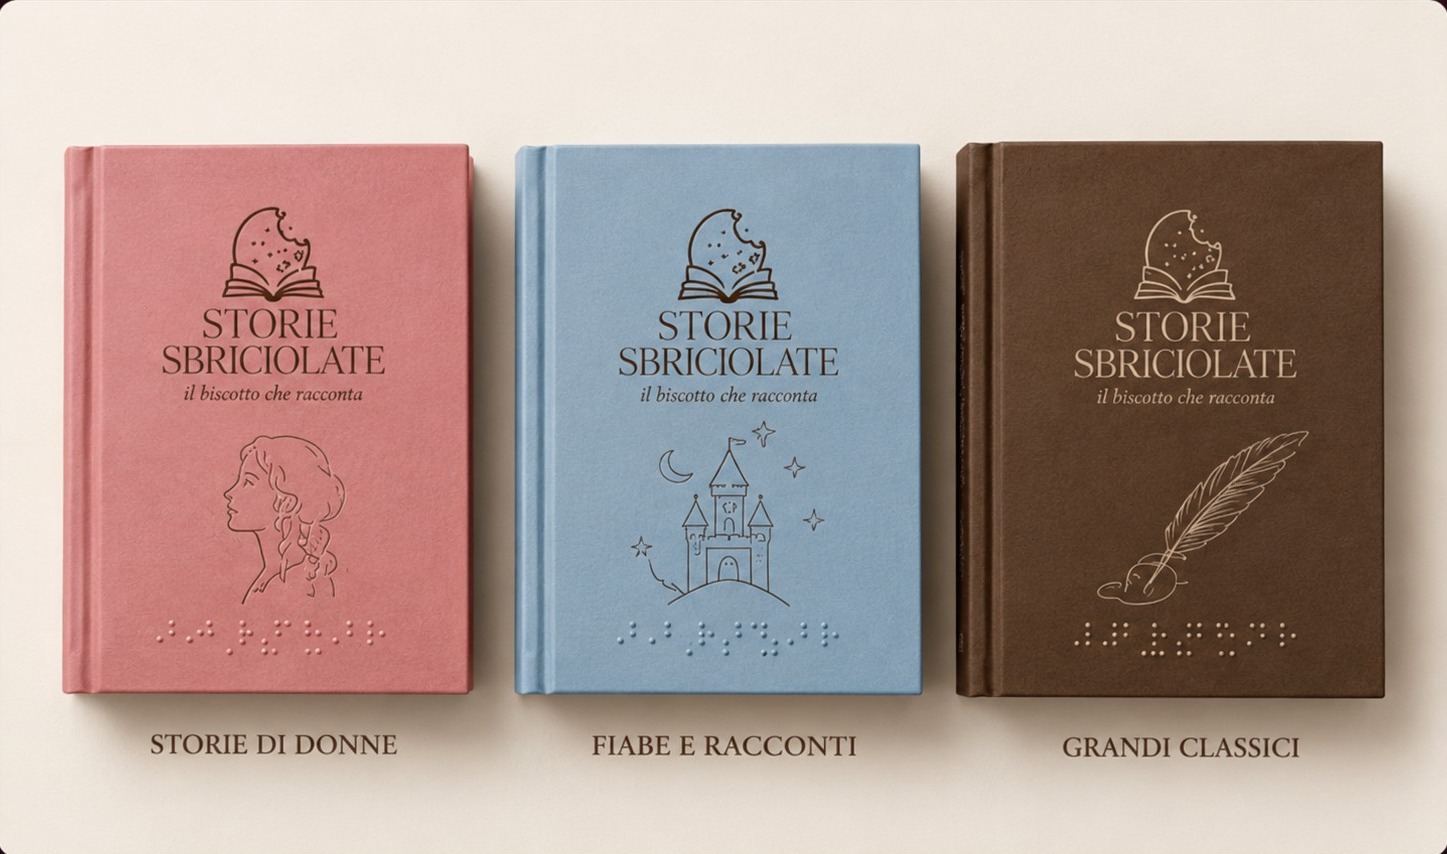 STORIE
SBRICIOLATE
il biscotto che racconta
STORIE DI DONNE
STORIE
SBRICIOLATE
il biscotto che racconta
FIABE E RACCONTI
STORIE
SBRICIOLATE
il biscotto che racconta
GRANDI CLASSICI